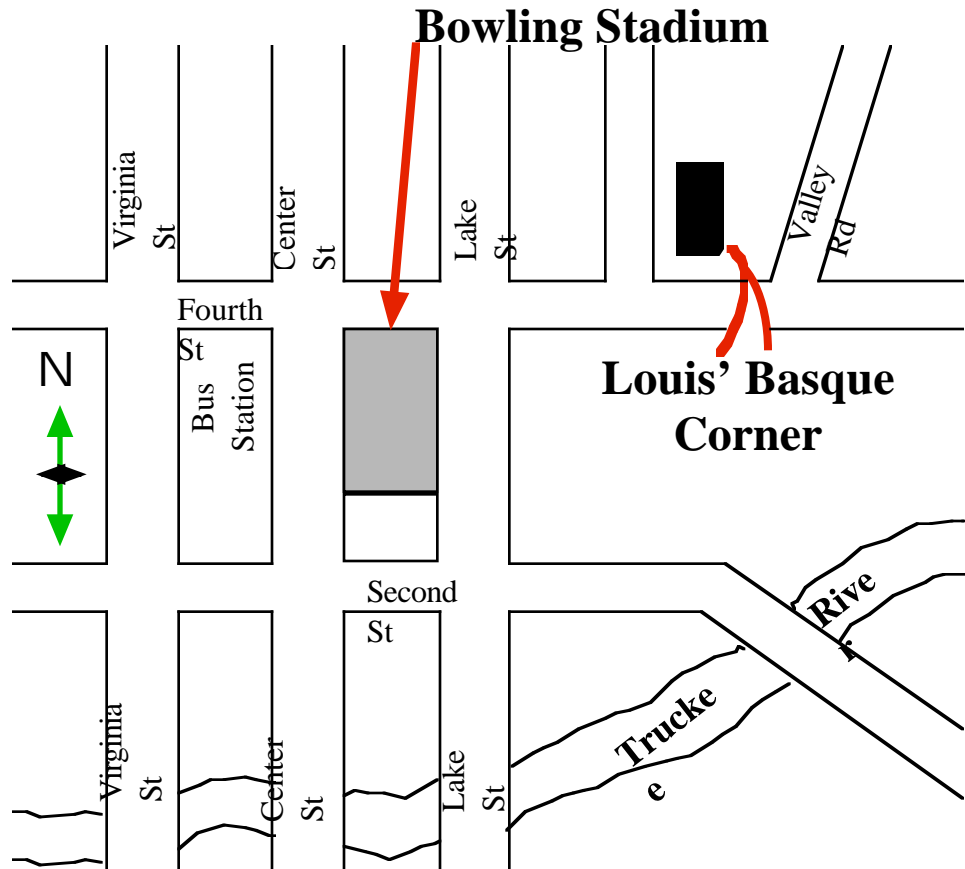 Bowling Stadium
Virginia
St
Center
St
Lake
St
Valley
Rd
Fourth
St
N
Bus
Station
Louis’ Basque
Corner
Second
St
Rive
r
Trucke
e
Virginia
St
Center
St
Lake
St